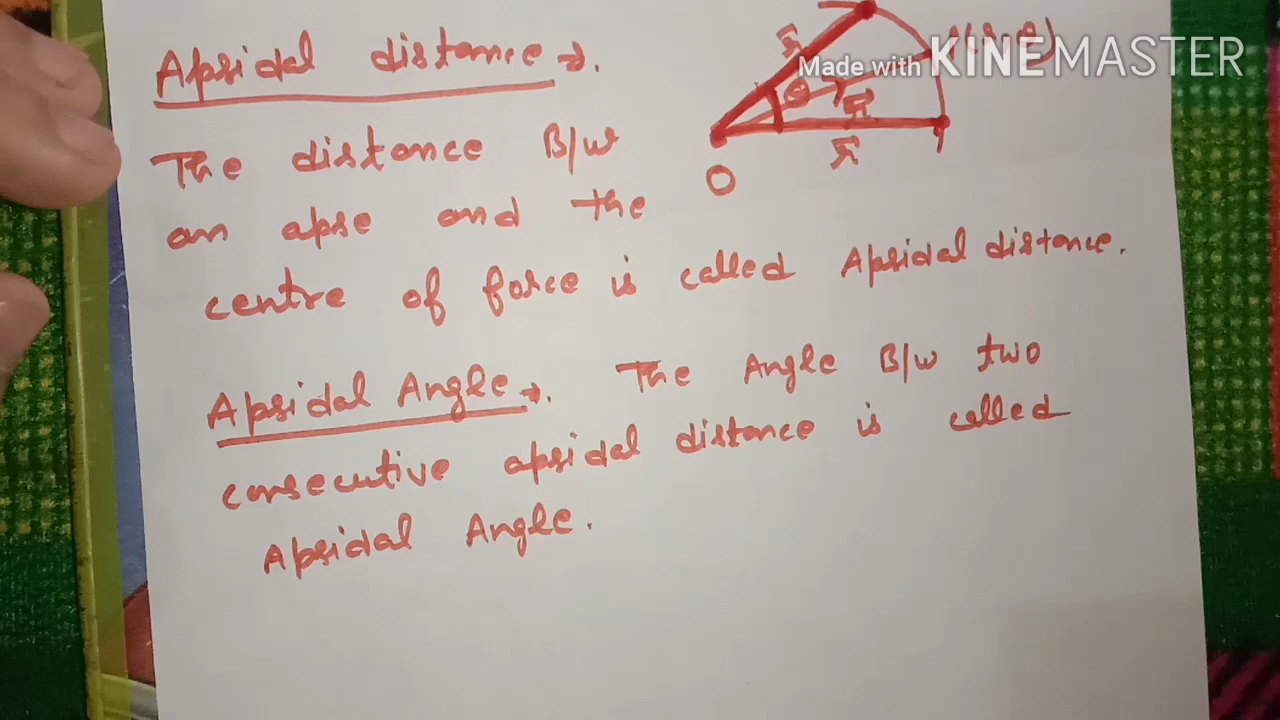 Apsidal distance →.
Made with KINEMASTER
r
θ
r
O
The distance B/w
an apse and the
centre of force is called Apsidal distance.
Apsidal Angle →. The Angle B/w two
consecutive apsidal distance is called
Apsidal Angle.